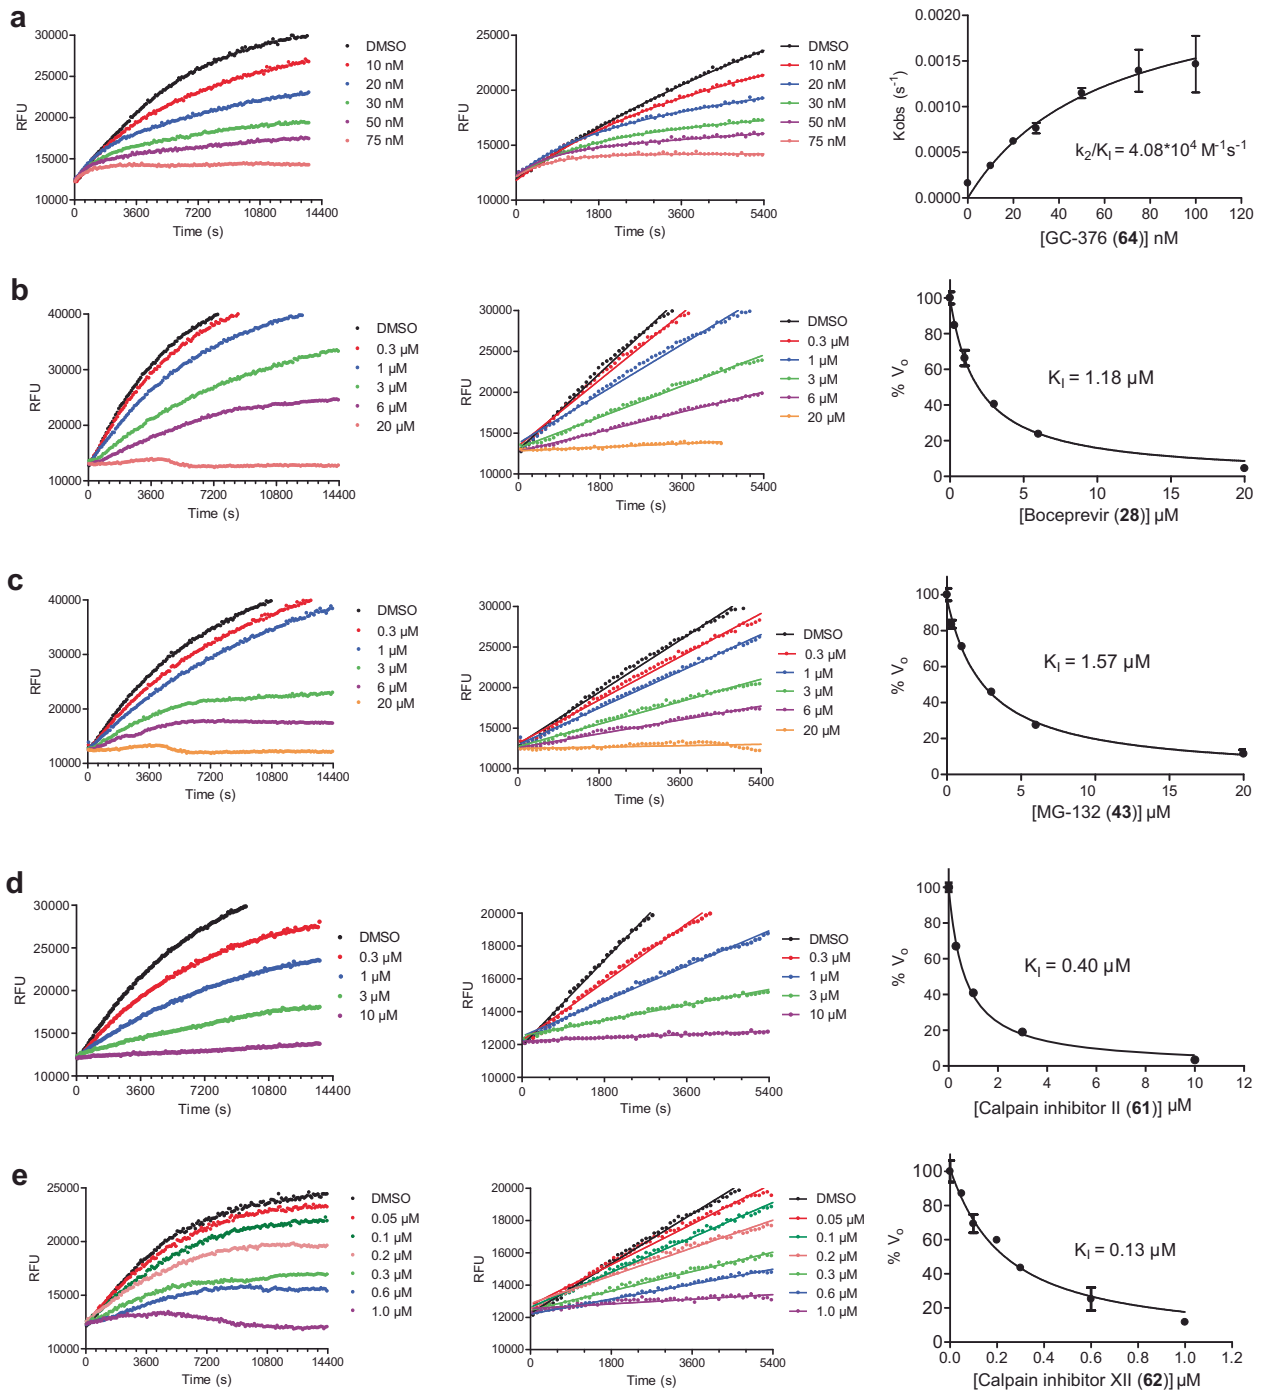 a
30000
25000
20000
15000
10000
RFU
0 3600 7200 10800 14400
Time (s)
DMSO
10 nM
20 nM
30 nM
50 nM
75 nM
25000
20000
15000
10000
RFU
0 1800 3600 5400
Time (s)
DMSO
10 nM
20 nM
30 nM
50 nM
75 nM
0.0020
0.0015
0.0010
0.0005
0.0000
Kobs (s⁻¹)
k₂/K_I = 4.08*10⁴ M⁻¹s⁻¹
0 20 40 60 80 100 120
[GC-376 (64)] nM
b
40000
30000
20000
10000
RFU
0 3600 7200 10800 14400
Time (s)
DMSO
0.3 µM
1 µM
3 µM
6 µM
20 µM
30000
25000
20000
15000
10000
RFU
0 1800 3600 5400
Time (s)
DMSO
0.3 µM
1 µM
3 µM
6 µM
20 µM
100
80
60
40
20
0
% V₀
K_I = 1.18 µM
0 5 10 15 20
[Boceprevir (28)] µM
c
40000
30000
20000
10000
RFU
0 3600 7200 10800 14400
Time (s)
DMSO
0.3 µM
1 µM
3 µM
6 µM
20 µM
30000
25000
20000
15000
10000
RFU
0 1800 3600 5400
Time (s)
DMSO
0.3 µM
1 µM
3 µM
6 µM
20 µM
100
80
60
40
20
0
% V₀
K_I = 1.57 µM
0 5 10 15 20
[MG-132 (43)] µM
d
30000
25000
20000
15000
10000
RFU
0 3600 7200 10800 14400
Time (s)
DMSO
0.3 µM
1 µM
3 µM
10 µM
20000
18000
16000
14000
12000
10000
RFU
0 1800 3600 5400
Time (s)
DMSO
0.3 µM
1 µM
3 µM
10 µM
100
80
60
40
20
0
% V₀
K_I = 0.40 µM
0 2 4 6 8 10 12
[Calpain inhibitor II (61)] µM
e
25000
20000
15000
10000
RFU
0 3600 7200 10800 14400
Time (s)
DMSO
0.05 µM
0.1 µM
0.2 µM
0.3 µM
0.6 µM
1.0 µM
20000
18000
16000
14000
12000
10000
RFU
0 1800 3600 5400
Time (s)
DMSO
0.05 µM
0.1 µM
0.2 µM
0.3 µM
0.6 µM
1.0 µM
100
80
60
40
20
0
% V₀
K_I = 0.13 µM
0.0 0.2 0.4 0.6 0.8 1.0 1.2
[Calpain inhibitor XII (62)] µM